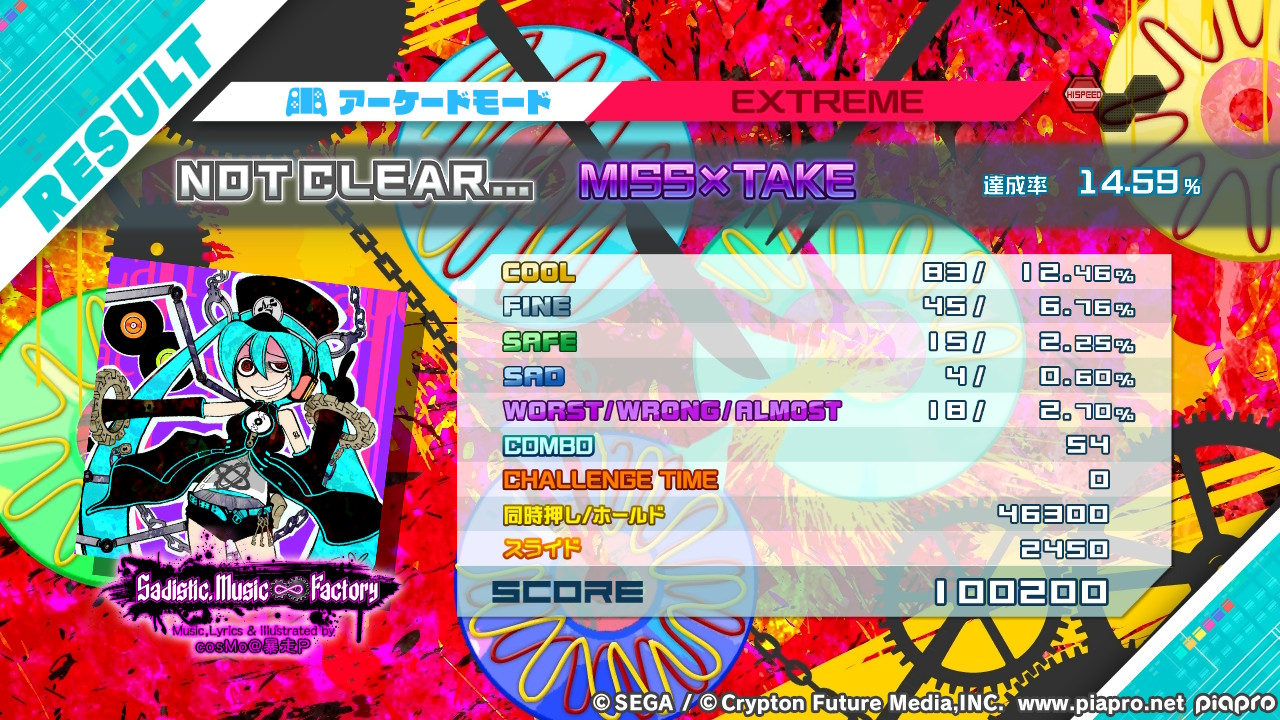 RESULT
アーケードモード EXTREME HISPEED
NOT CLEAR... MISS×TAKE 達成率 14.59%
COOL 83/ 12.46%
FINE 45/ 6.76%
SAFE 15/ 2.25%
SAD 4/ 0.60%
WORST/WRONG/ALMOST 18/ 2.70%
COMBO 54
CHALLENGE TIME 0
同時押し/ホールド 46300
スライド 2450
SCORE 100200
Sadistic.Music∞Factory
Music,Lyrics & Illustrated by
cosMo@暴走P
© SEGA / © Crypton Future Media,INC. www.piapro.net piapro